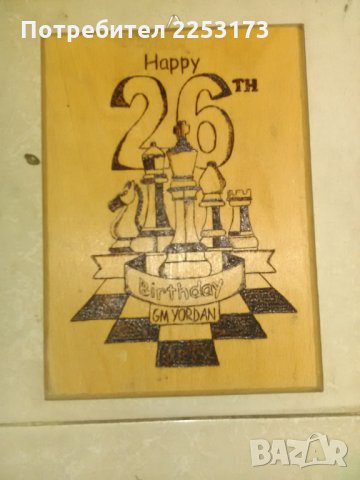 Потребител 2253173
Happy
26TH
Birthday
GM YORDAN
BAZAR